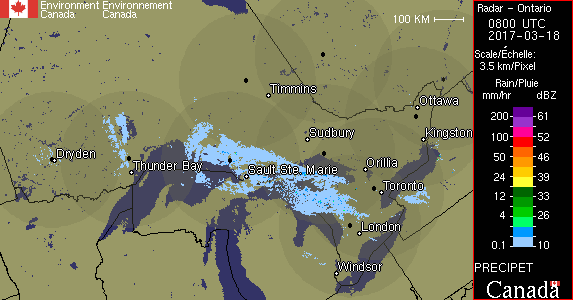 Environment Environnement
Canada Canada
100 KM
Timmins
Ottawa
Sudbury
Kingston
Dryden
Thunder Bay
Sault Ste. Marie
Orillia
Toronto
London
Windsor
Radar - Ontario
0800 UTC
2017-03-18
Scale/Échelle:
3.5 km/Pixel
Rain/Pluie
mm/hr dBZ
200 61
100 52
50 46
24 39
12 33
4 26
0.1 10
PRECIPET
Canada